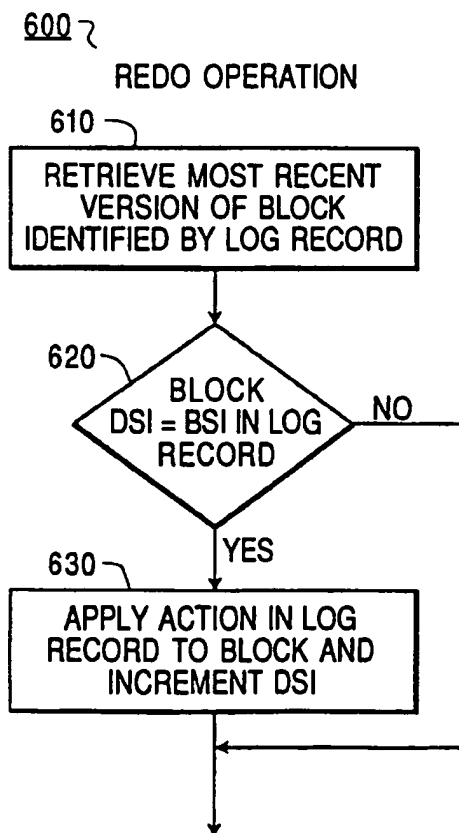 600
REDO OPERATION
610
RETRIEVE MOST RECENT
VERSION OF BLOCK
IDENTIFIED BY LOG RECORD
620
BLOCK
DSI = BSI IN LOG
RECORD
NO
YES
630
APPLY ACTION IN LOG
RECORD TO BLOCK AND
INCREMENT DSI